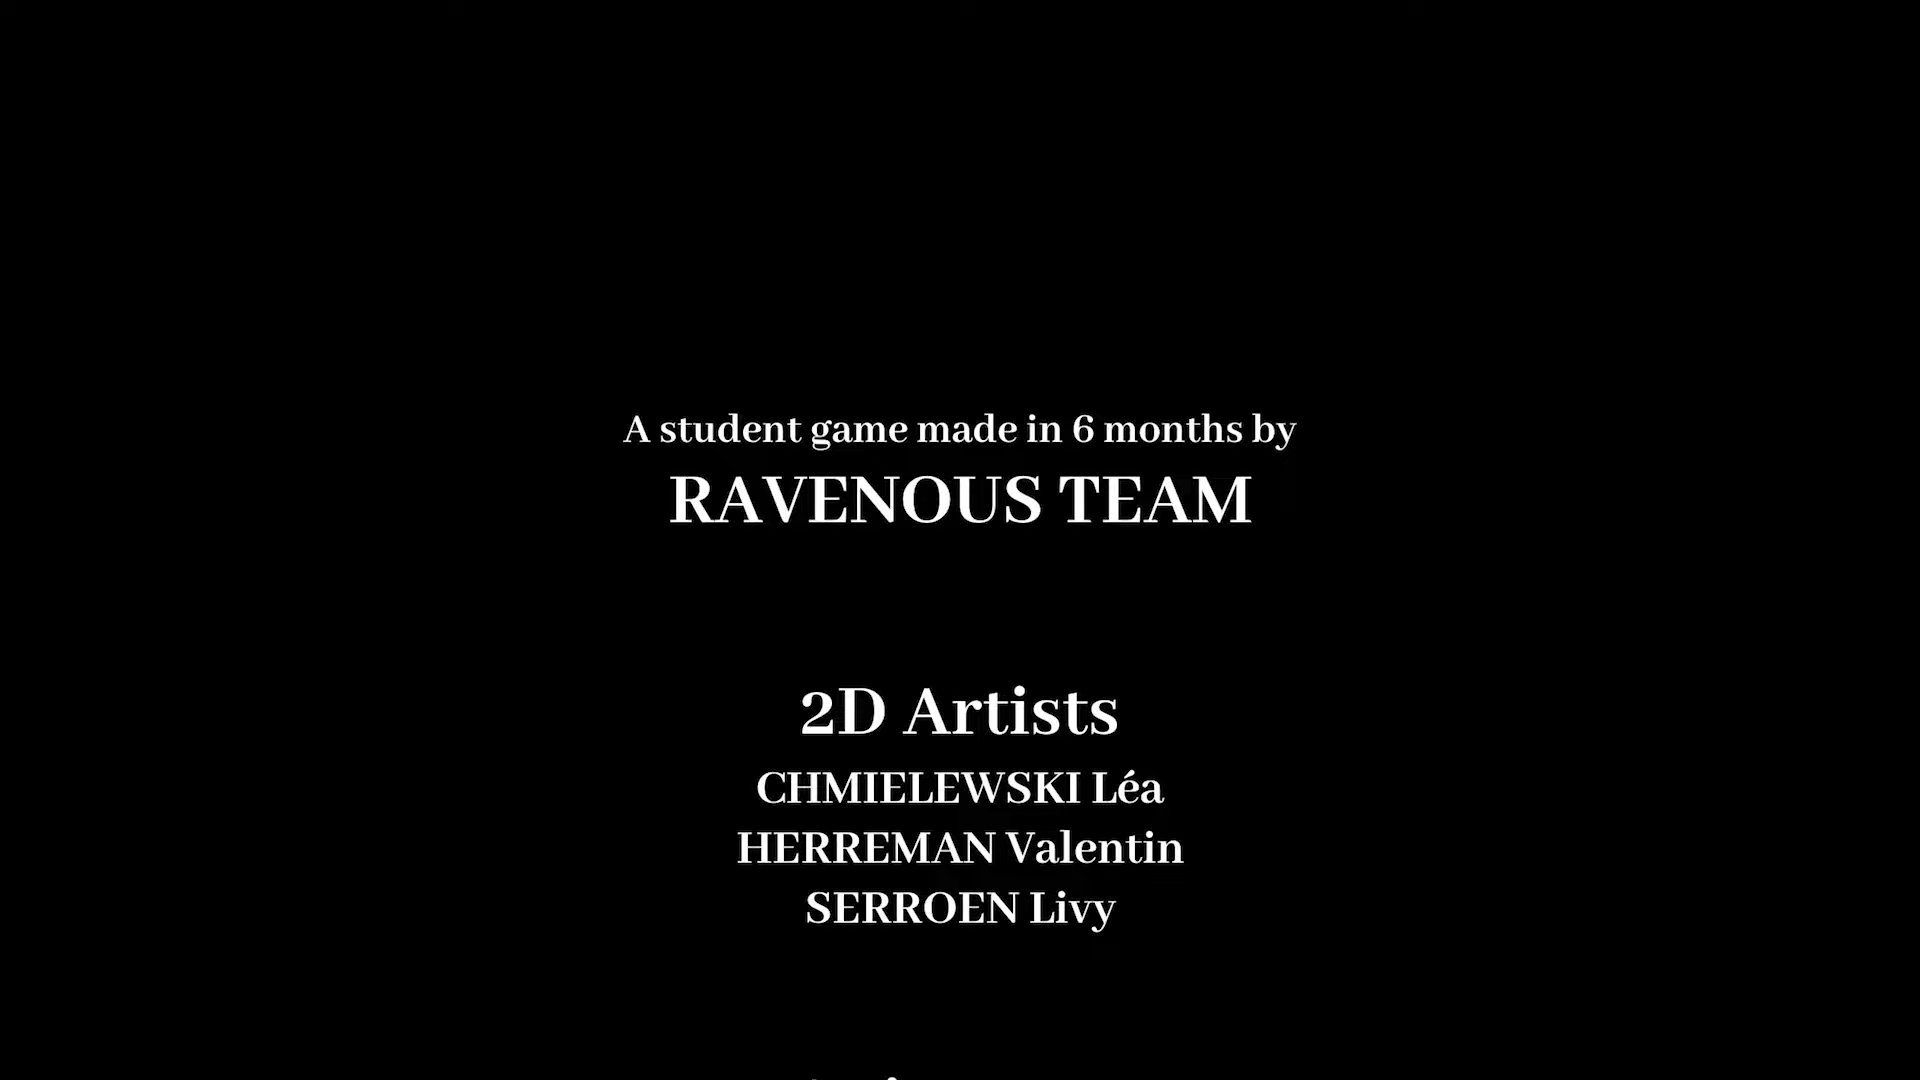 A student game made in 6 months by
RAVENOUS TEAM
2D Artists
CHMIELEWSKI Léa
HERREMAN Valentin
SERROEN Livy